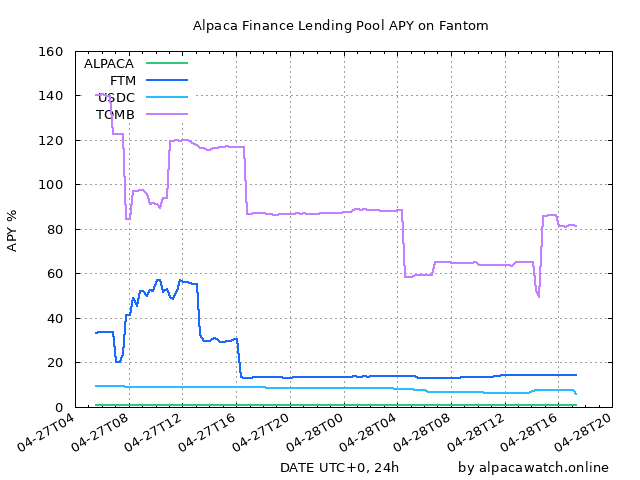 Alpaca Finance Lending Pool APY on Fantom
APY %
160
140
120
100
80
60
40
20
0
ALPACA
FTM
USDC
TOMB
04-27T04
04-27T08
04-27T12
04-27T16
04-27T20
04-28T00
04-28T04
04-28T08
04-28T12
04-28T16
04-28T20
DATE UTC+0, 24h
by alpacawatch.online